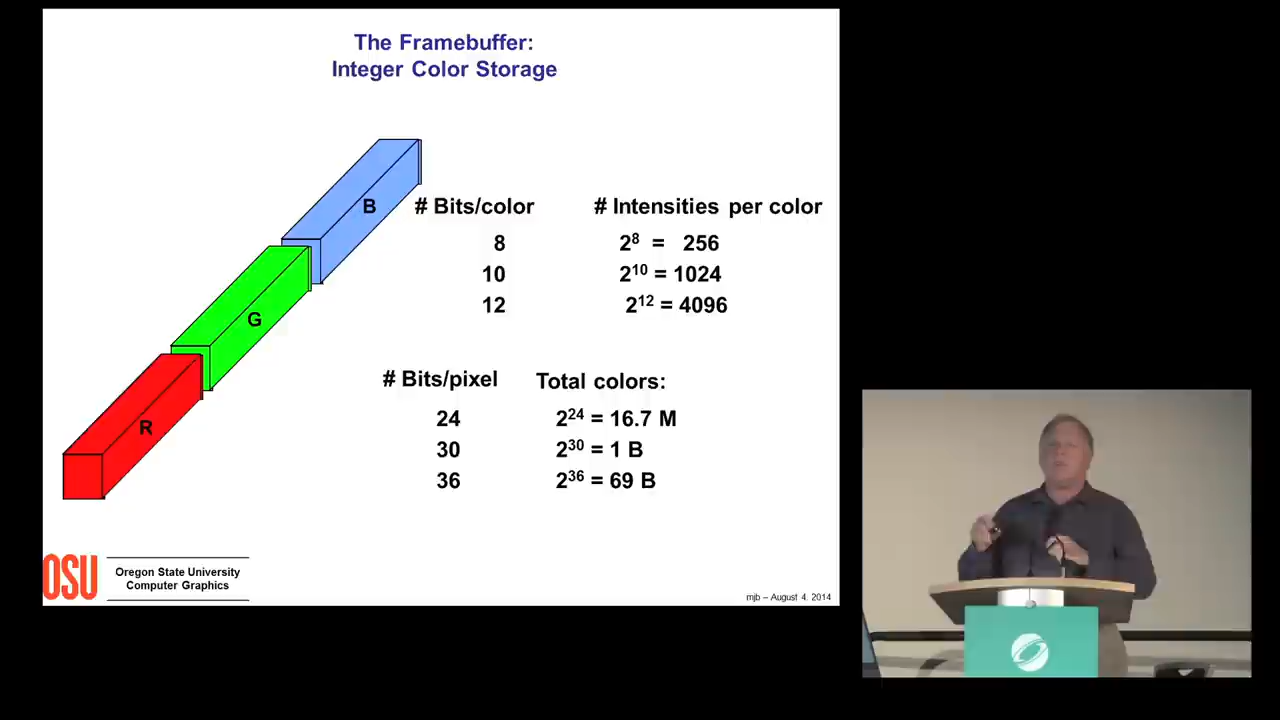 The Framebuffer:
Integer Color Storage
B
G
R
# Bits/color # Intensities per color
8 2⁸ = 256
10 2¹⁰ = 1024
12 2¹² = 4096
# Bits/pixel Total colors:
24 2²⁴ = 16.7 M
30 2³⁰ = 1 B
36 2³⁶ = 69 B
OSU
Oregon State University
Computer Graphics
mjb – August 4, 2014